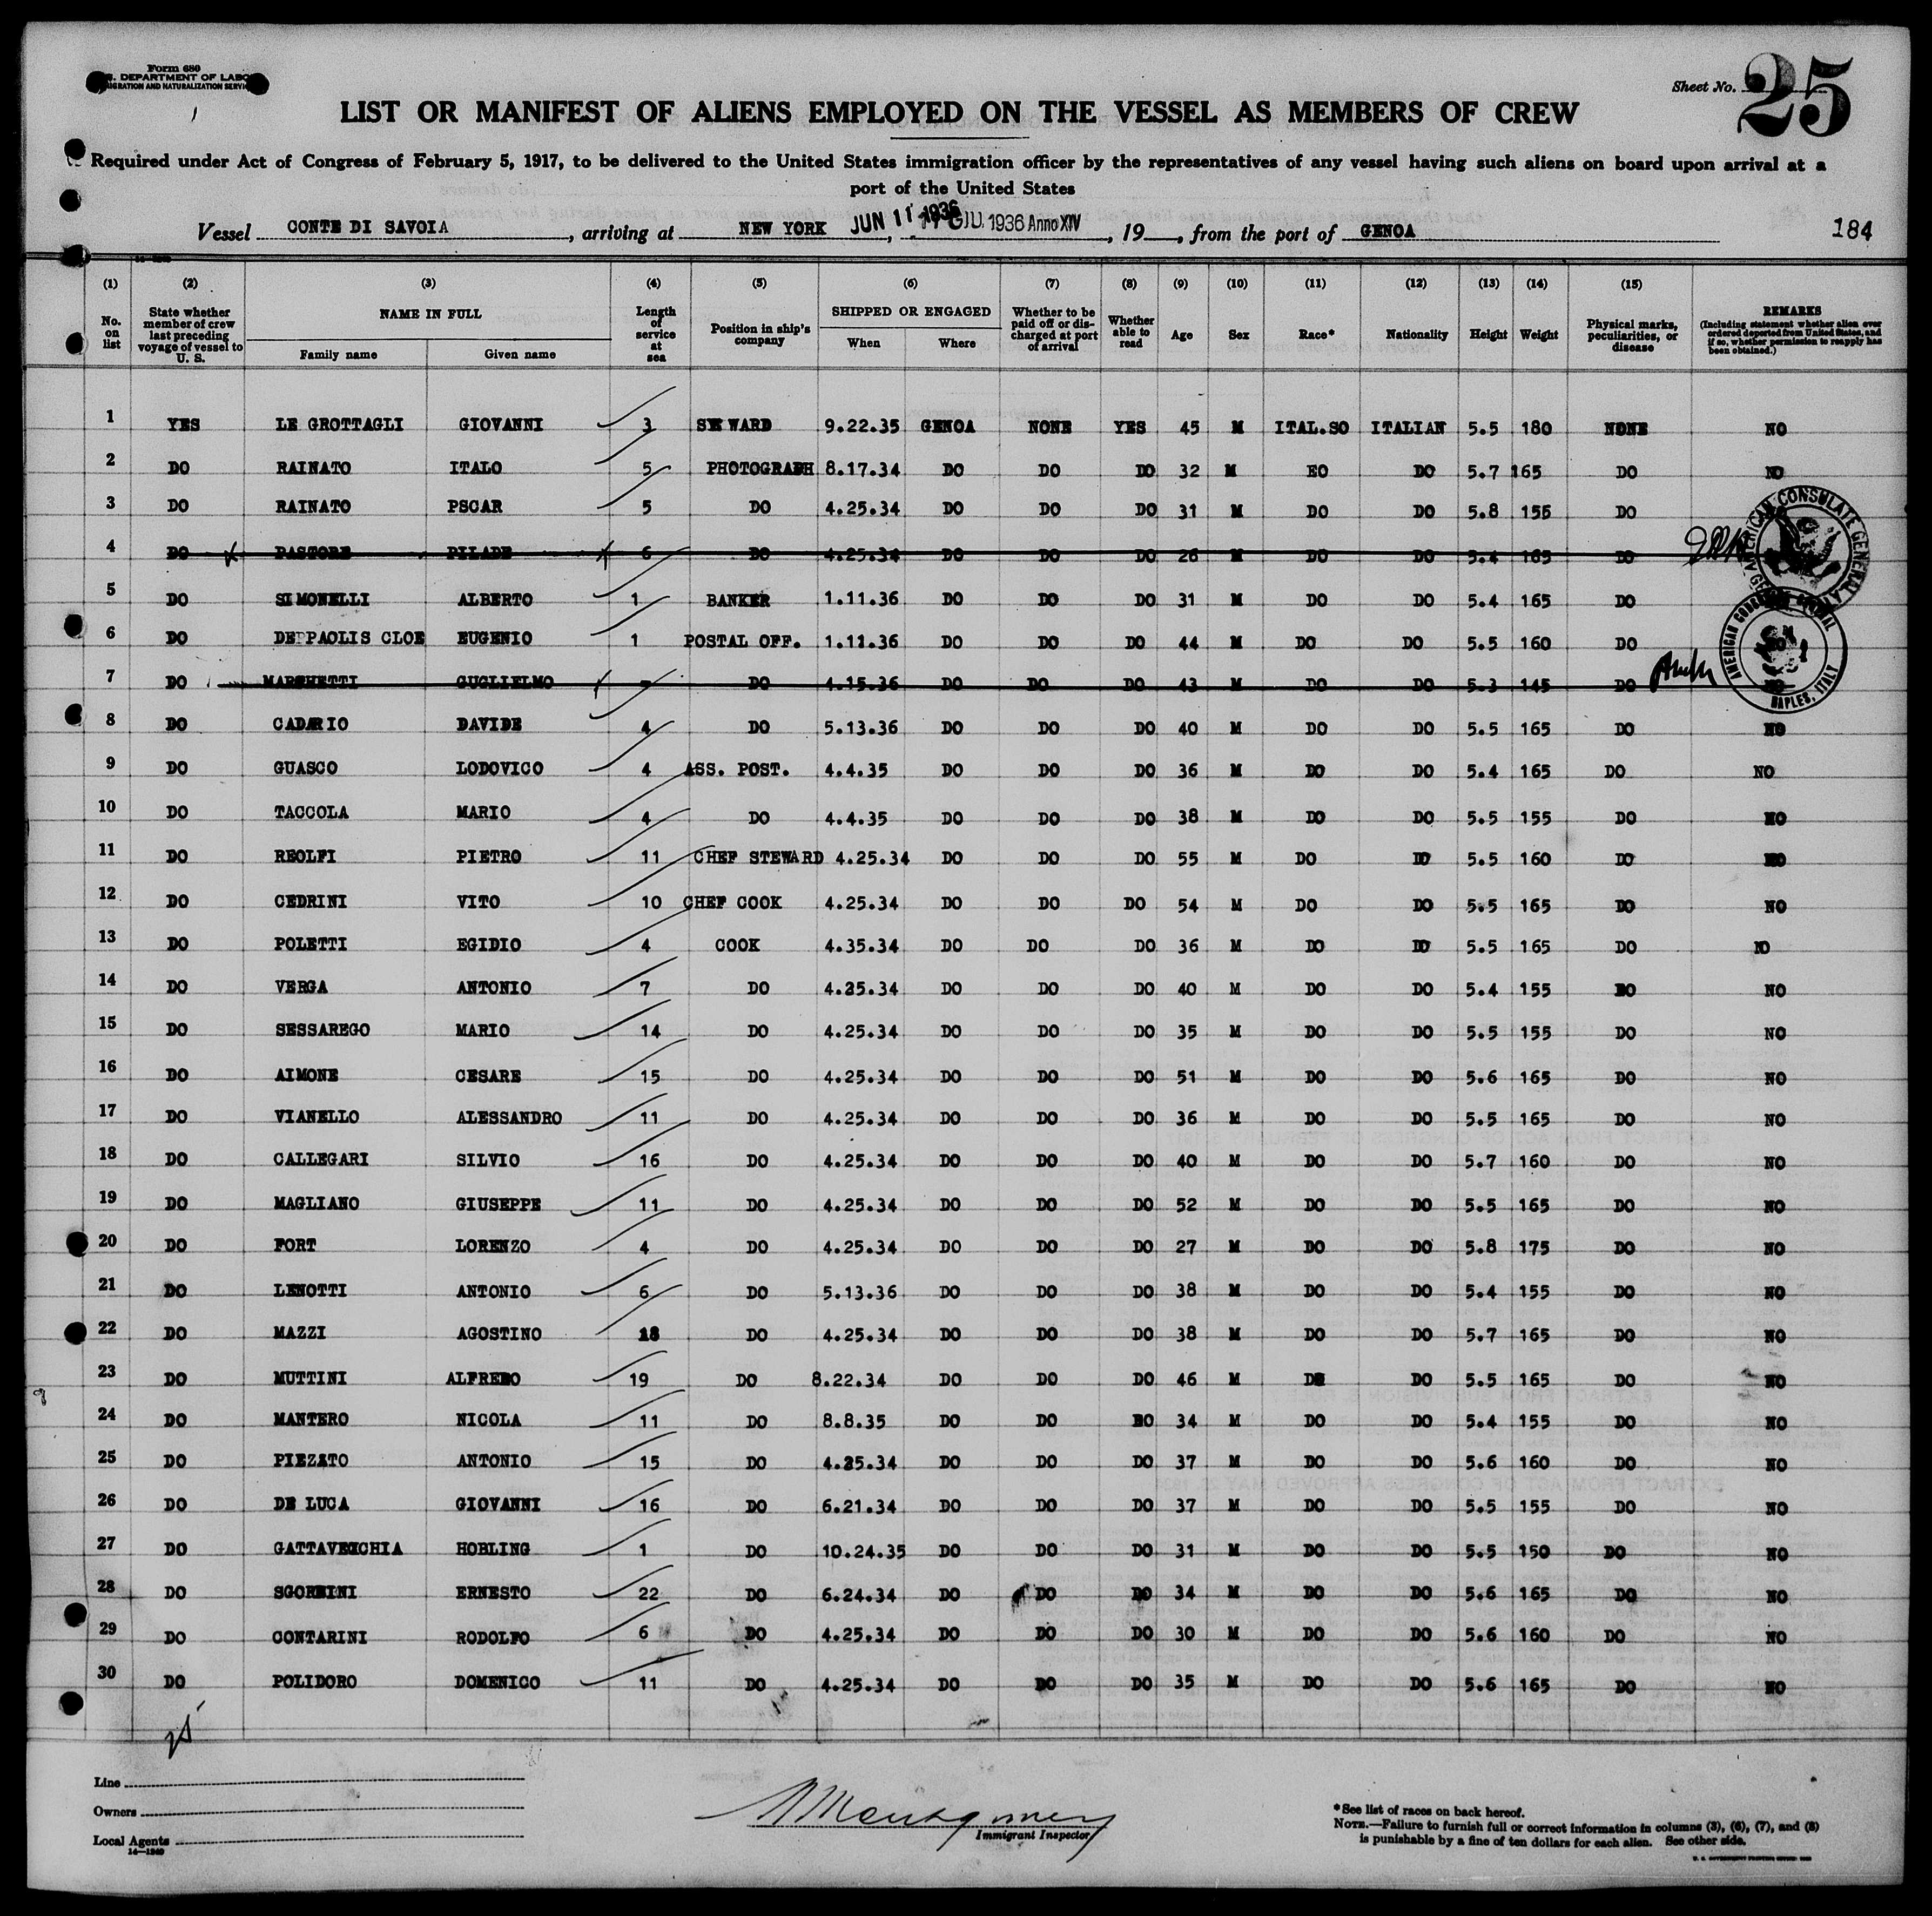 Form 680
DEPARTMENT OF LABO
IGRATION AND NATURALIZATION SERVI
Sheet No. 25
LIST OR MANIFEST OF ALIENS EMPLOYED ON THE VESSEL AS MEMBERS OF CREW
Required under Act of Congress of February 5, 1917, to be delivered to the United States immigration officer by the representatives of any vessel having such aliens on board upon arrival at a
port of the United States
Vessel CONTE DI SAVOIA, arriving at NEW YORK JUN 11 1936, GIU. 1936 Anno XIV, 19, from the port of GENOA 184
(1) (2) (3) (4) (5) (6) (7) (8) (9) (10) (11) (12) (13) (14) (15)
No. on list State whether member of crew last preceding voyage of vessel to U. S. NAME IN FULL Family name Given name Length of service at sea Position in ship's company SHIPPED OR ENGAGED When Where Whether to be paid off or discharged at port of arrival Whether able to read Age Sex Race* Nationality Height Weight Physical marks, peculiarities, or disease REMARKS (Including statement whether alien ever ordered deported from United States, and if so, whether permission to reapply has been obtained.)
1 YES LE GROTTAGLI GIOVANNI 3 WARD 9.22.35 GENOA NONE YES 45 M ITAL.SO ITALIAN 5.5 180 NONE NO
2 DO RAINATO ITALO 5 PHOTOGRAPH 8.17.34 DO DO DO 32 M DO 5.7 165 DO NO
3 DO RAINATO PSCAR 5 DO 4.25.34 DO DO DO 31 M DO DO 5.8 155 DO
4 DO PASTORE PILADE 6 DO 4.25.34 DO DO DO 26 M DO DO 5.4 165 DO
5 DO SIMONELLI ALBERTO 1 BANKER 1.11.36 DO DO DO 31 M DO DO 5.4 165 DO
6 DO DE PAOLIS CLOE EUGENIO 1 POSTAL OFF. 1.11.36 DO DO DO 44 M DO DO 5.5 160 DO
7 DO MARCHETTI GUGLIELMO - DO 4.15.36 DO DO DO 43 M DO DO 5.3 145 DO
8 DO CADARIO DAVIDE 4 DO 5.13.36 DO DO DO 40 M DO DO 5.5 165 DO NO
9 DO GUASCO LODOVICO 4 ASS. POST. 4.4.35 DO DO DO 36 M DO DO 5.4 165 DO NO
10 DO TACCOLA MARIO 4 DO 4.4.35 DO DO DO 38 M DO DO 5.5 155 DO NO
11 DO REOLFI PIETRO 11 CHEF STEWARD 4.25.34 DO DO DO 55 M DO DO 5.5 160 DO NO
12 DO CEDRINI VITO 10 CHEF COOK 4.25.34 DO DO DO 54 M DO DO 5.5 165 DO NO
13 DO POLETTI EGIDIO 4 COOK 4.35.34 DO DO DO 36 M DO DO 5.5 165 DO NO
14 DO VERGA ANTONIO 7 DO 4.25.34 DO DO DO 40 M DO DO 5.4 155 DO NO
15 DO SESSAREGO MARIO 14 DO 4.25.34 DO DO DO 35 M DO DO 5.5 155 DO NO
16 DO AIMONE CESARE 15 DO 4.25.34 DO DO DO 51 M DO DO 5.6 165 DO NO
17 DO VIANELLO ALESSANDRO 11 DO 4.25.34 DO DO DO 36 M DO DO 5.5 165 DO NO
18 DO CALLEGARI SILVIO 16 DO 4.25.34 DO DO DO 40 M DO DO 5.7 160 DO NO
19 DO MAGLIANO GIUSEPPE 11 DO 4.25.34 DO DO DO 52 M DO DO 5.5 165 DO NO
20 DO FORT LORENZO 4 DO 4.25.34 DO DO DO 27 M DO DO 5.8 175 DO NO
21 DO LENOTTI ANTONIO 6 DO 5.13.36 DO DO DO 38 M DO DO 5.4 155 DO NO
22 DO MAZZI AGOSTINO 18 DO 4.25.34 DO DO DO 38 M DO DO 5.7 165 DO NO
23 DO MUTTINI ALFREDO 19 DO 8.22.34 DO DO DO 46 M DO DO 5.5 165 DO NO
24 DO MANTERO NICOLA 11 DO 8.8.35 DO DO DO 34 M DO DO 5.4 155 DO NO
25 DO PIEZATO ANTONIO 15 DO 4.25.34 DO DO DO 37 M DO DO 5.6 160 DO NO
26 DO DE LUCA GIOVANNI 16 DO 6.21.34 DO DO DO 37 M DO DO 5.5 155 DO NO
27 DO GATTAVECCHIA HOBLING 1 DO 10.24.35 DO DO DO 31 M DO DO 5.5 150 DO NO
28 DO SGORBINI ERNESTO 22 DO 6.24.34 DO DO DO 34 M DO DO 5.6 165 DO NO
29 DO CONTARINI RODOLFO 6 DO 4.25.34 DO DO DO 30 M DO DO 5.6 160 DO NO
30 DO POLIDORO DOMENICO 11 DO 4.25.34 DO DO DO 35 M DO DO 5.6 165 DO NO
AMERICAN CONSULATE GENERAL
AMERICAN CONSULATE GENERAL NAPLES, ITALY
Line
Owners
Local Agents
14—1240
Montgomery
Immigrant Inspector
*See list of races on back hereof.
NOTE.—Failure to furnish full or correct information in columns (3), (6), (7), and (8)
is punishable by a fine of ten dollars for each alien. See other side.